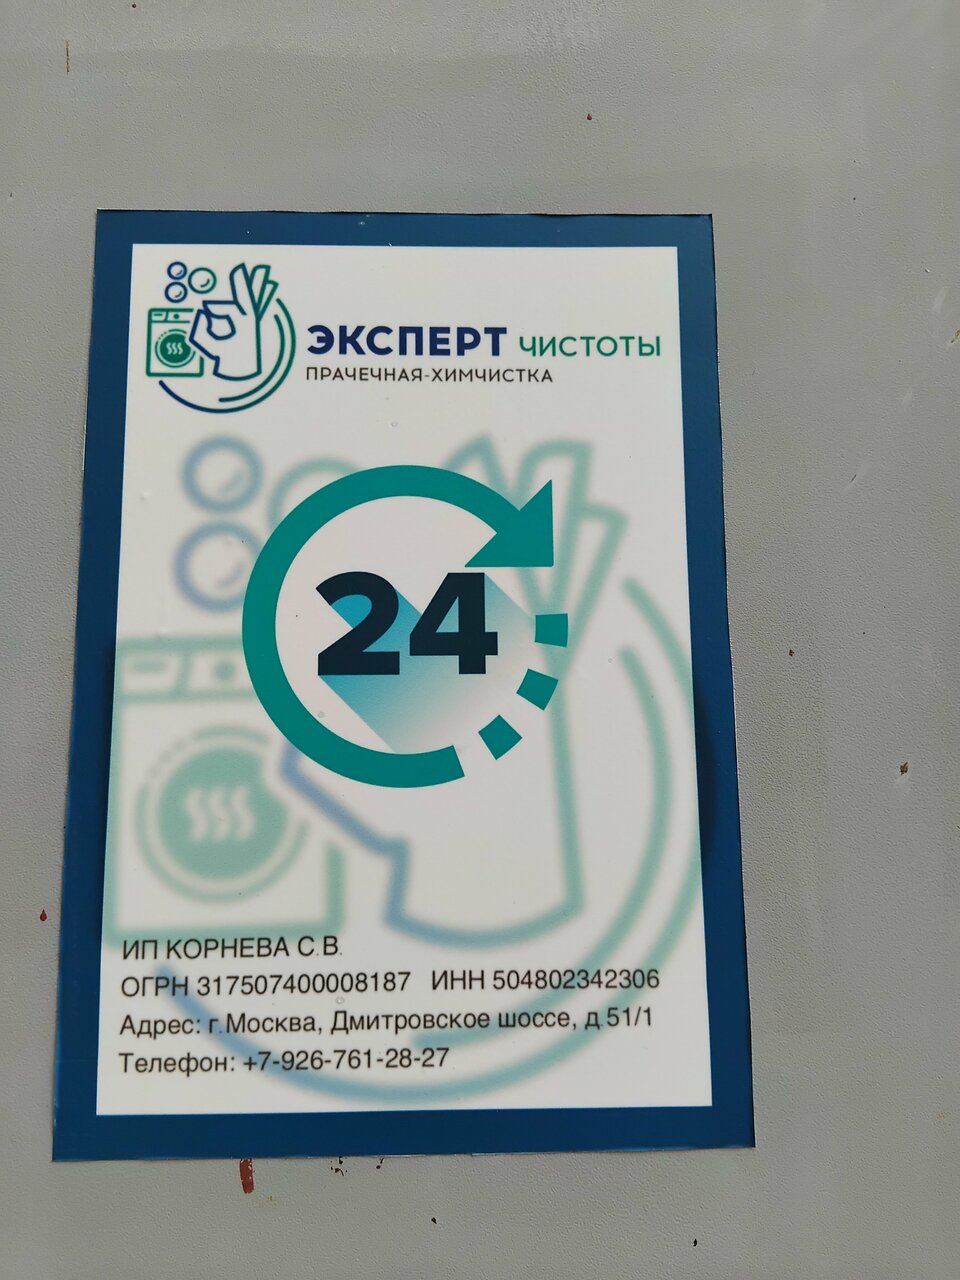 ЭКСПЕРТ ЧИСТОТЫ
ПРАЧЕЧНАЯ-ХИМЧИСТКА
24
ИП КОРНЕВА С.В.
ОГРН 317507400008187 ИНН 504802342306
Адрес: г.Москва, Дмитровское шоссе, д.51/1
Телефон: +7-926-761-28-27